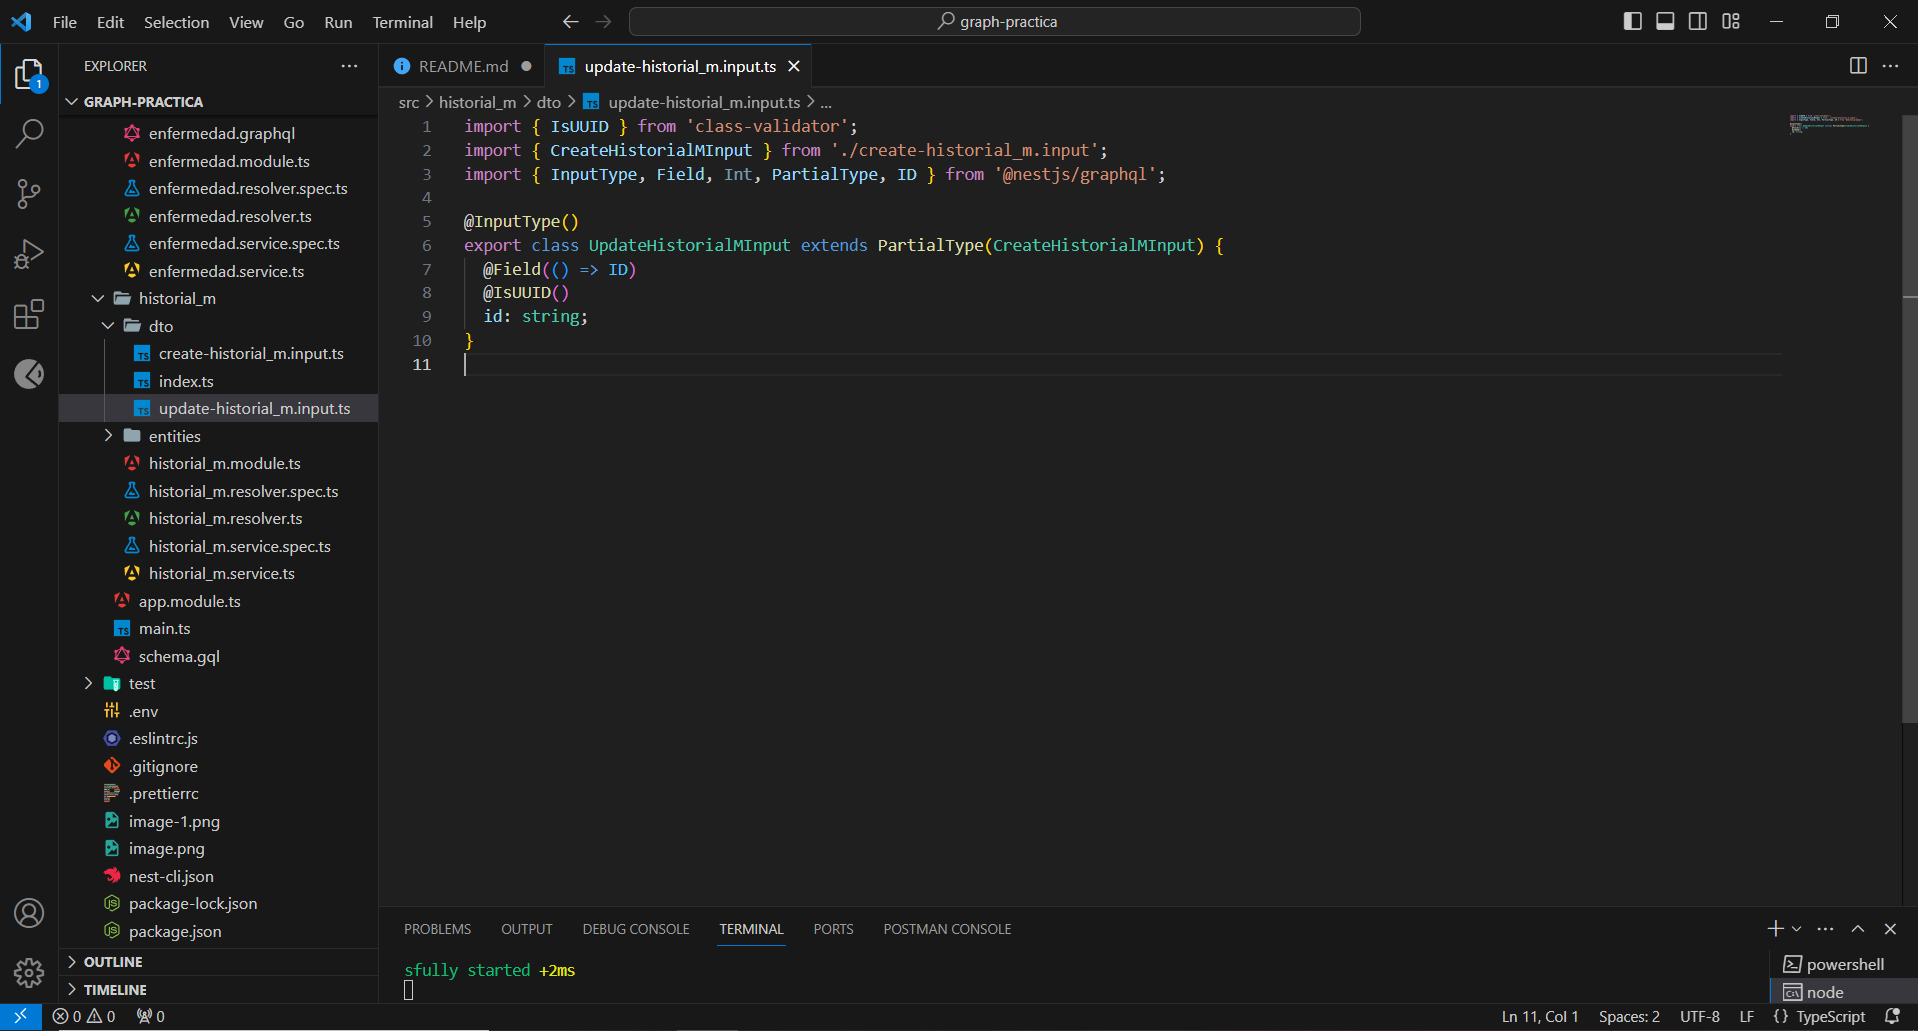 File Edit Selection View Go Run Terminal Help
graph-practica
EXPLORER
GRAPH-PRACTICA
enfermedad.graphql
enfermedad.module.ts
enfermedad.resolver.spec.ts
enfermedad.resolver.ts
enfermedad.service.spec.ts
enfermedad.service.ts
historial_m
dto
create-historial_m.input.ts
index.ts
update-historial_m.input.ts
entities
historial_m.module.ts
historial_m.resolver.spec.ts
historial_m.resolver.ts
historial_m.service.spec.ts
historial_m.service.ts
app.module.ts
main.ts
schema.gql
test
.env
.eslintrc.js
.gitignore
.prettierrc
image-1.png
image.png
nest-cli.json
package-lock.json
package.json
OUTLINE
TIMELINE
README.md
update-historial_m.input.ts
src > historial_m > dto > update-historial_m.input.ts > ...
1 import { IsUUID } from 'class-validator';
2 import { CreateHistorialMInput } from './create-historial_m.input';
3 import { InputType, Field, Int, PartialType, ID } from '@nestjs/graphql';
4
5 @InputType()
6 export class UpdateHistorialMInput extends PartialType(CreateHistorialMInput) {
7 @Field(() => ID)
8 @IsUUID()
9 id: string;
10 }
11
PROBLEMS OUTPUT DEBUG CONSOLE TERMINAL PORTS POSTMAN CONSOLE
sfully started +2ms
powershell
node
0 0 0
Ln 11, Col 1 Spaces: 2 UTF-8 LF {} TypeScript
1